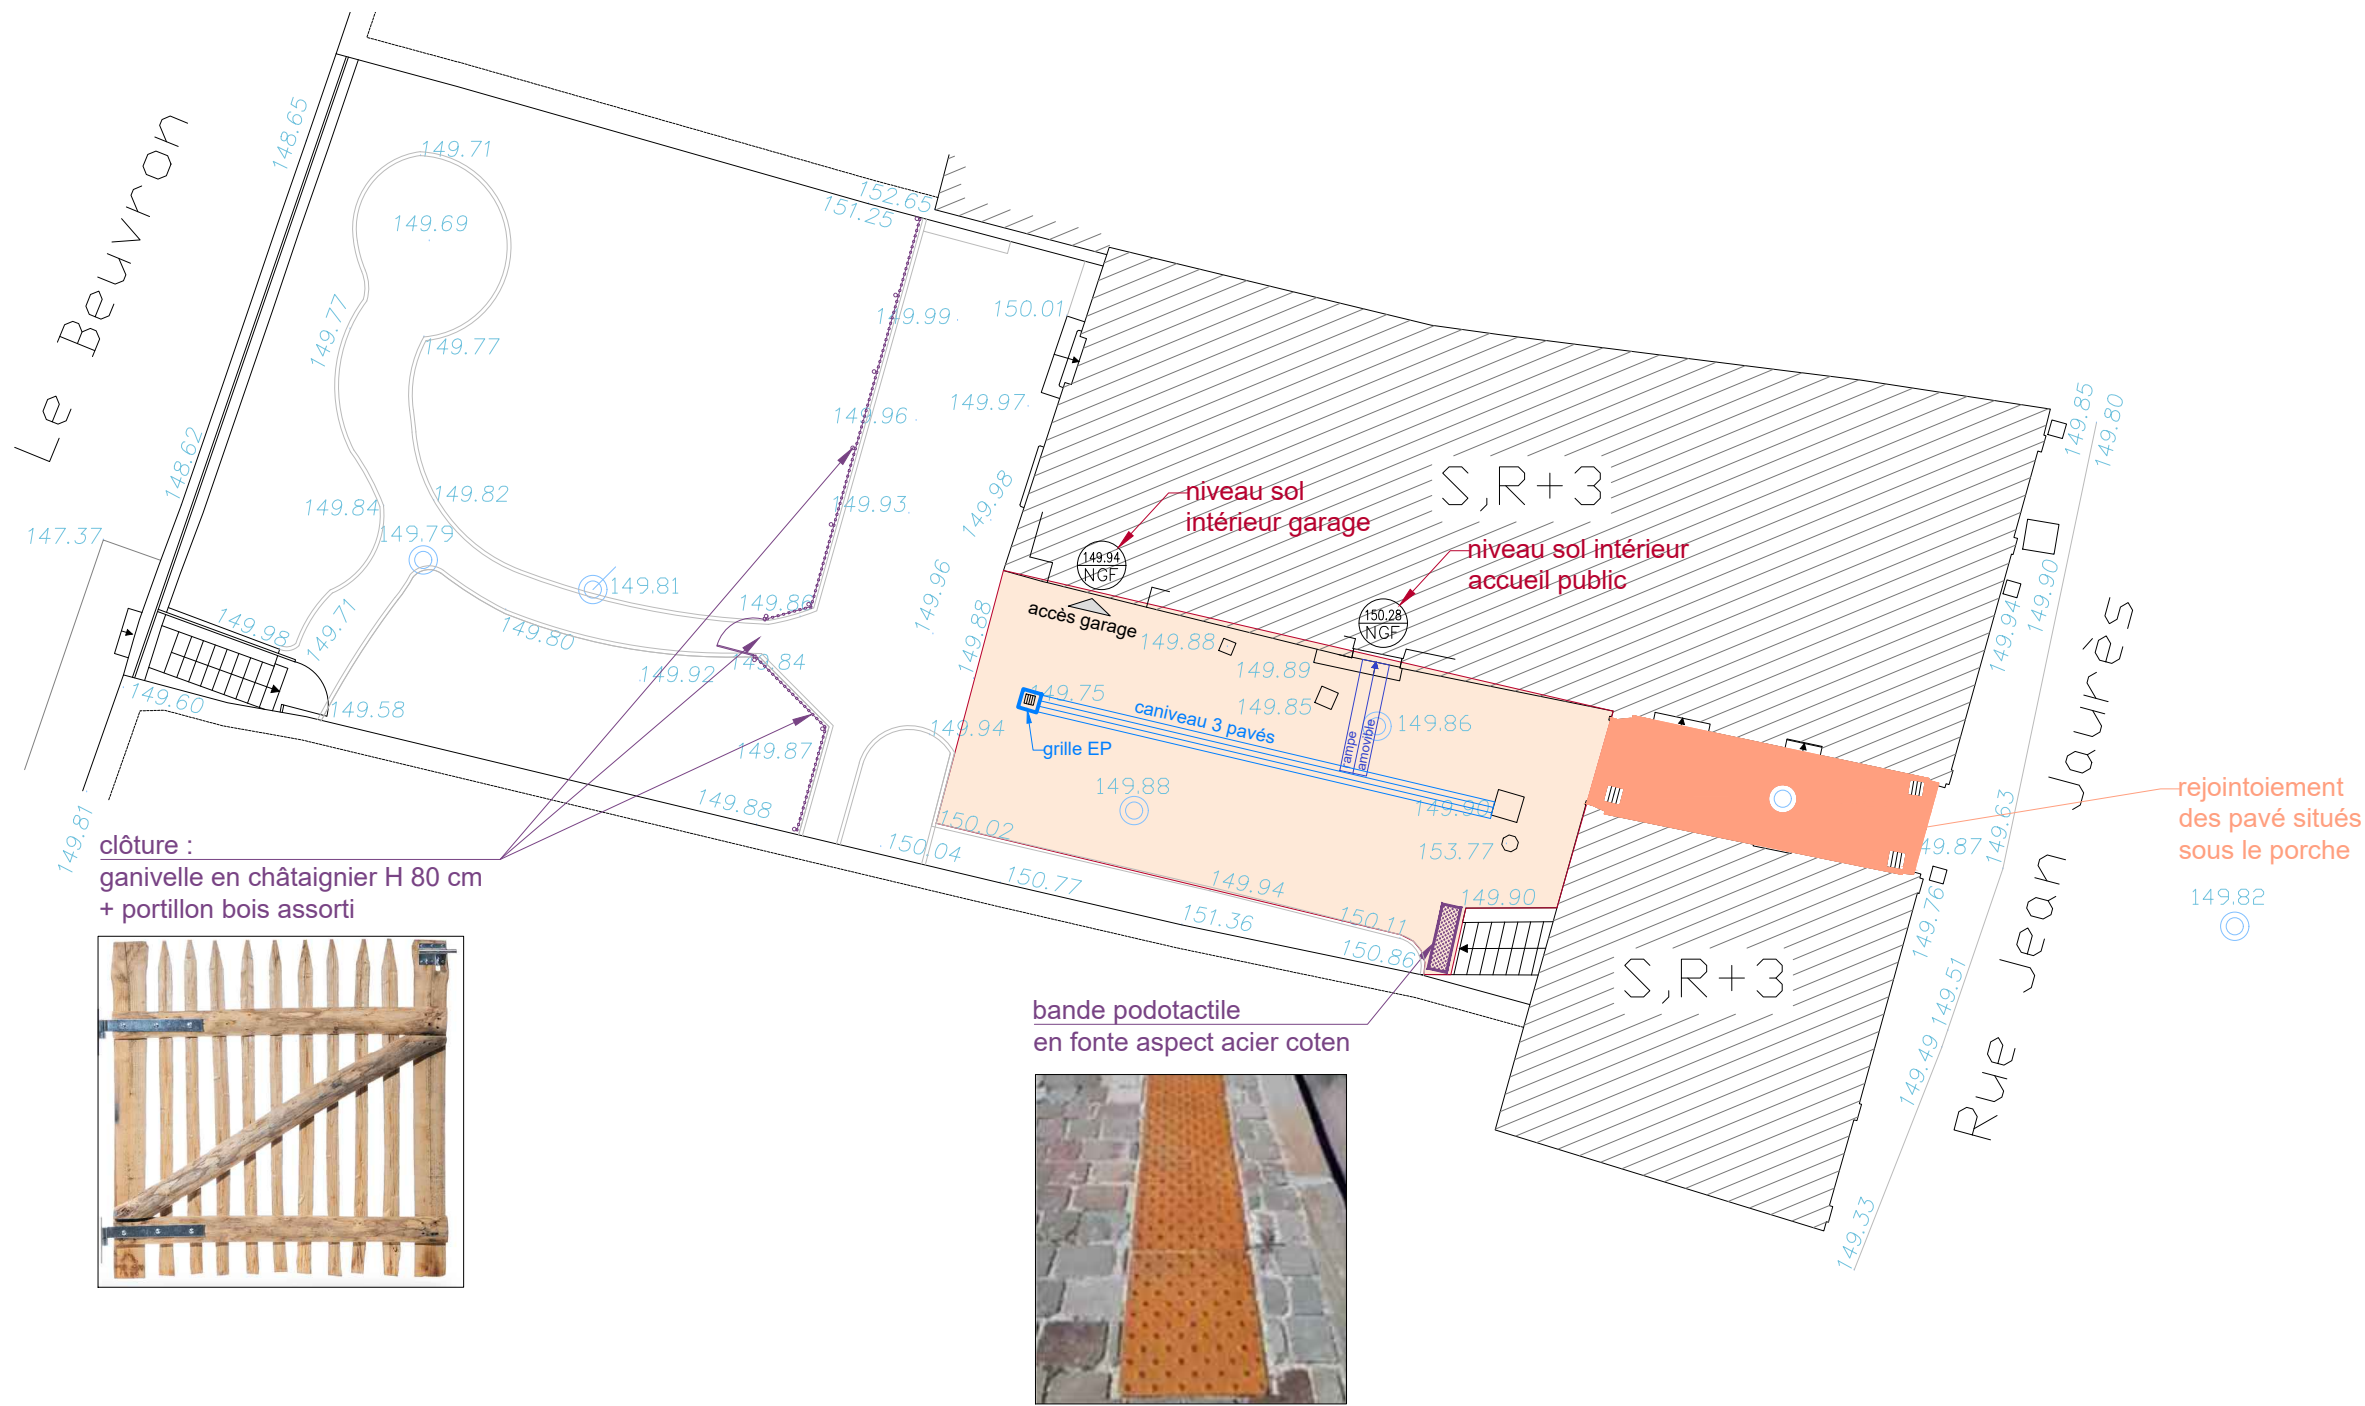 Le Beuvron
148.65
148.62
147.37
149.81
149.71
149.69
149.77
149.77
149.82
149.84
149.79
149.81
149.98
149.71
149.80
149.60
149.58
152.65
151.25
149.99
150.01
149.96
149.97
149.93
149.98
149.86
149.96
149.88
149.84
149.92
149.87
149.88
149.94
150.04
150.02
S,R+3
niveau sol
intérieur garage
149.94
NGF
niveau sol intérieur
accueil public
150.28
NGF
accès garage
149.88
149.89
149.85
149.75
149.86
caniveau 3 pavés
grille EP
rampe
amovible
149.88
149.90
153.77
149.90
149.94
150.11
150.77
151.36
150.86
149.85
149.80
149.90
149.94
Rue Jean Jaurès
149.63
49.87
149.76
149.51
149.49
149.33
149.82
rejointoiement
des pavé situés
sous le porche
S,R+3
clôture :
ganivelle en châtaignier H 80 cm
+ portillon bois assorti
bande podotactile
en fonte aspect acier coten